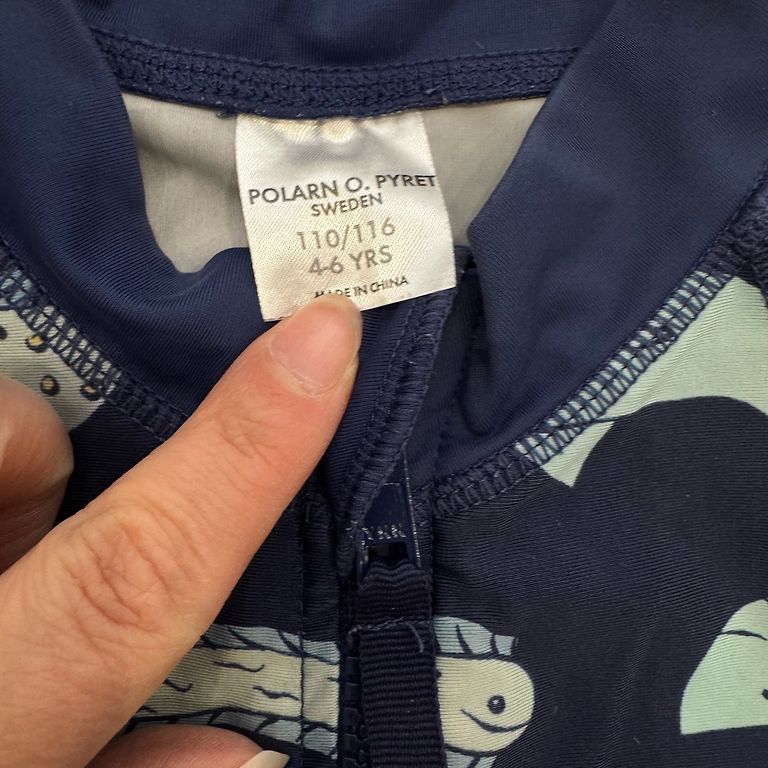 POLARN O. PYRET
SWEDEN
110/116
4-6 YRS
MADE IN CHINA